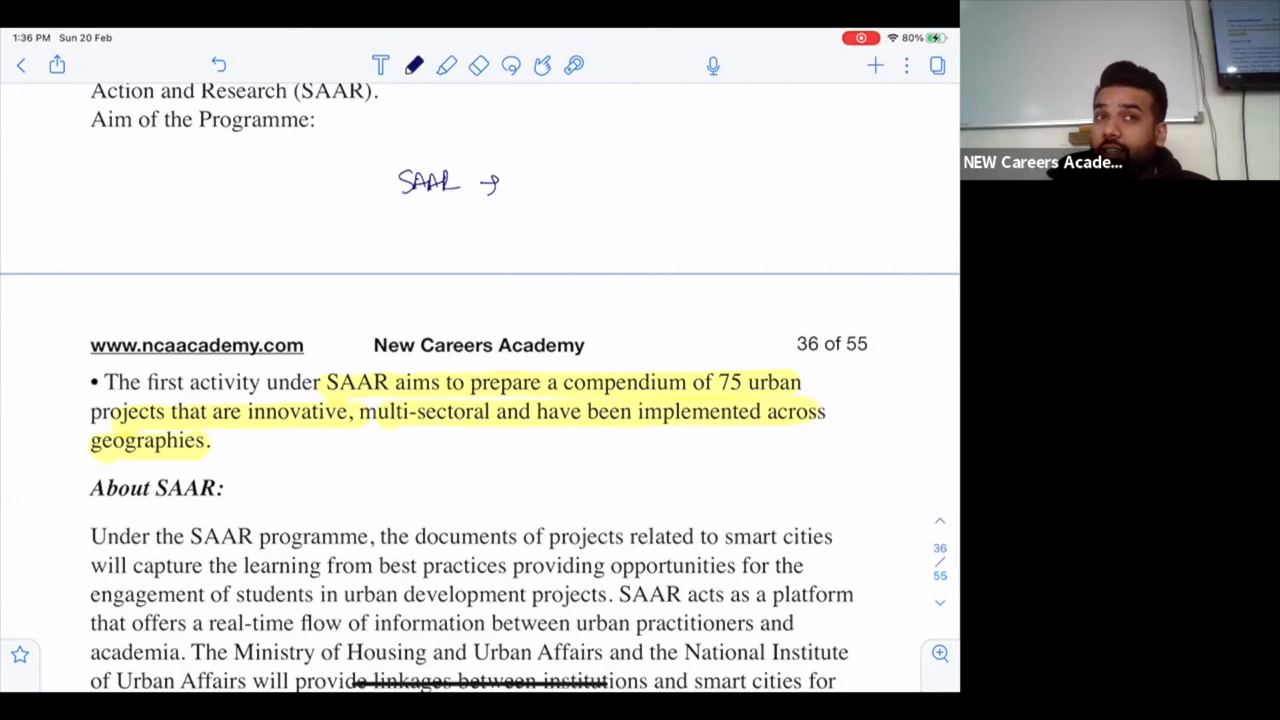 1:36 PM Sun 20 Feb
80%
Action and Research (SAAR).
Aim of the Programme:
SAAR →
www.ncaacademy.com New Careers Academy 36 of 55
• The first activity under SAAR aims to prepare a compendium of 75 urban
projects that are innovative, multi-sectoral and have been implemented across
geographies.
About SAAR:
Under the SAAR programme, the documents of projects related to smart cities
will capture the learning from best practices providing opportunities for the
engagement of students in urban development projects. SAAR acts as a platform
that offers a real-time flow of information between urban practitioners and
academia. The Ministry of Housing and Urban Affairs and the National Institute
of Urban Affairs will provide linkages between institutions and smart cities for
36
/
55
NEW Careers Acade...